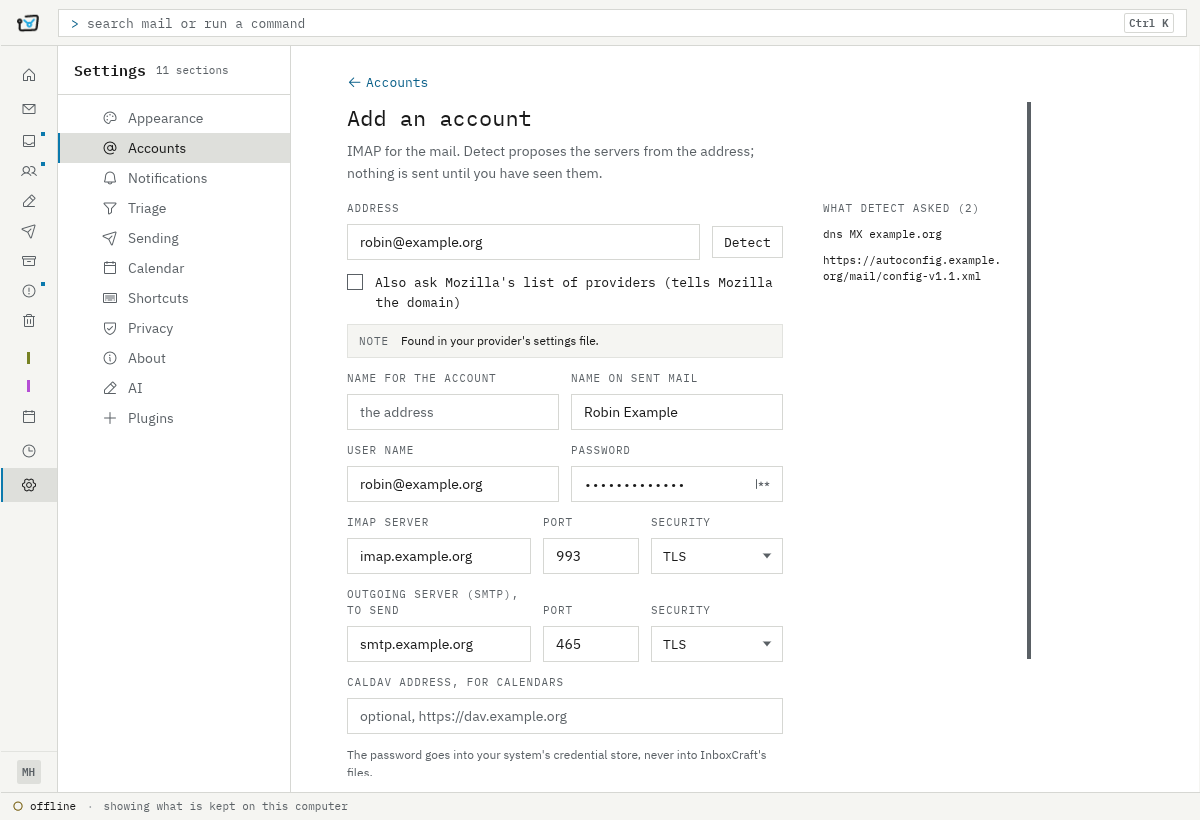 > search mail or run a command
Ctrl K
Settings 11 sections
Appearance
Accounts
Notifications
Triage
Sending
Calendar
Shortcuts
Privacy
About
AI
Plugins
MH
← Accounts
Add an account
IMAP for the mail. Detect proposes the servers from the address;
nothing is sent until you have seen them.
ADDRESS
robin@example.org
Detect
Also ask Mozilla's list of providers (tells Mozilla
the domain)
NOTE Found in your provider's settings file.
NAME FOR THE ACCOUNT
NAME ON SENT MAIL
the address
Robin Example
USER NAME
PASSWORD
robin@example.org
•••••••••••••
|**
IMAP SERVER
PORT
SECURITY
imap.example.org
993
TLS
OUTGOING SERVER (SMTP),
TO SEND
PORT
SECURITY
smtp.example.org
465
TLS
CALDAV ADDRESS, FOR CALENDARS
optional, https://dav.example.org
The password goes into your system's credential store, never into InboxCraft's
files.
WHAT DETECT ASKED (2)
dns MX example.org
https://autoconfig.example.
org/mail/config-v1.1.xml
offline · showing what is kept on this computer